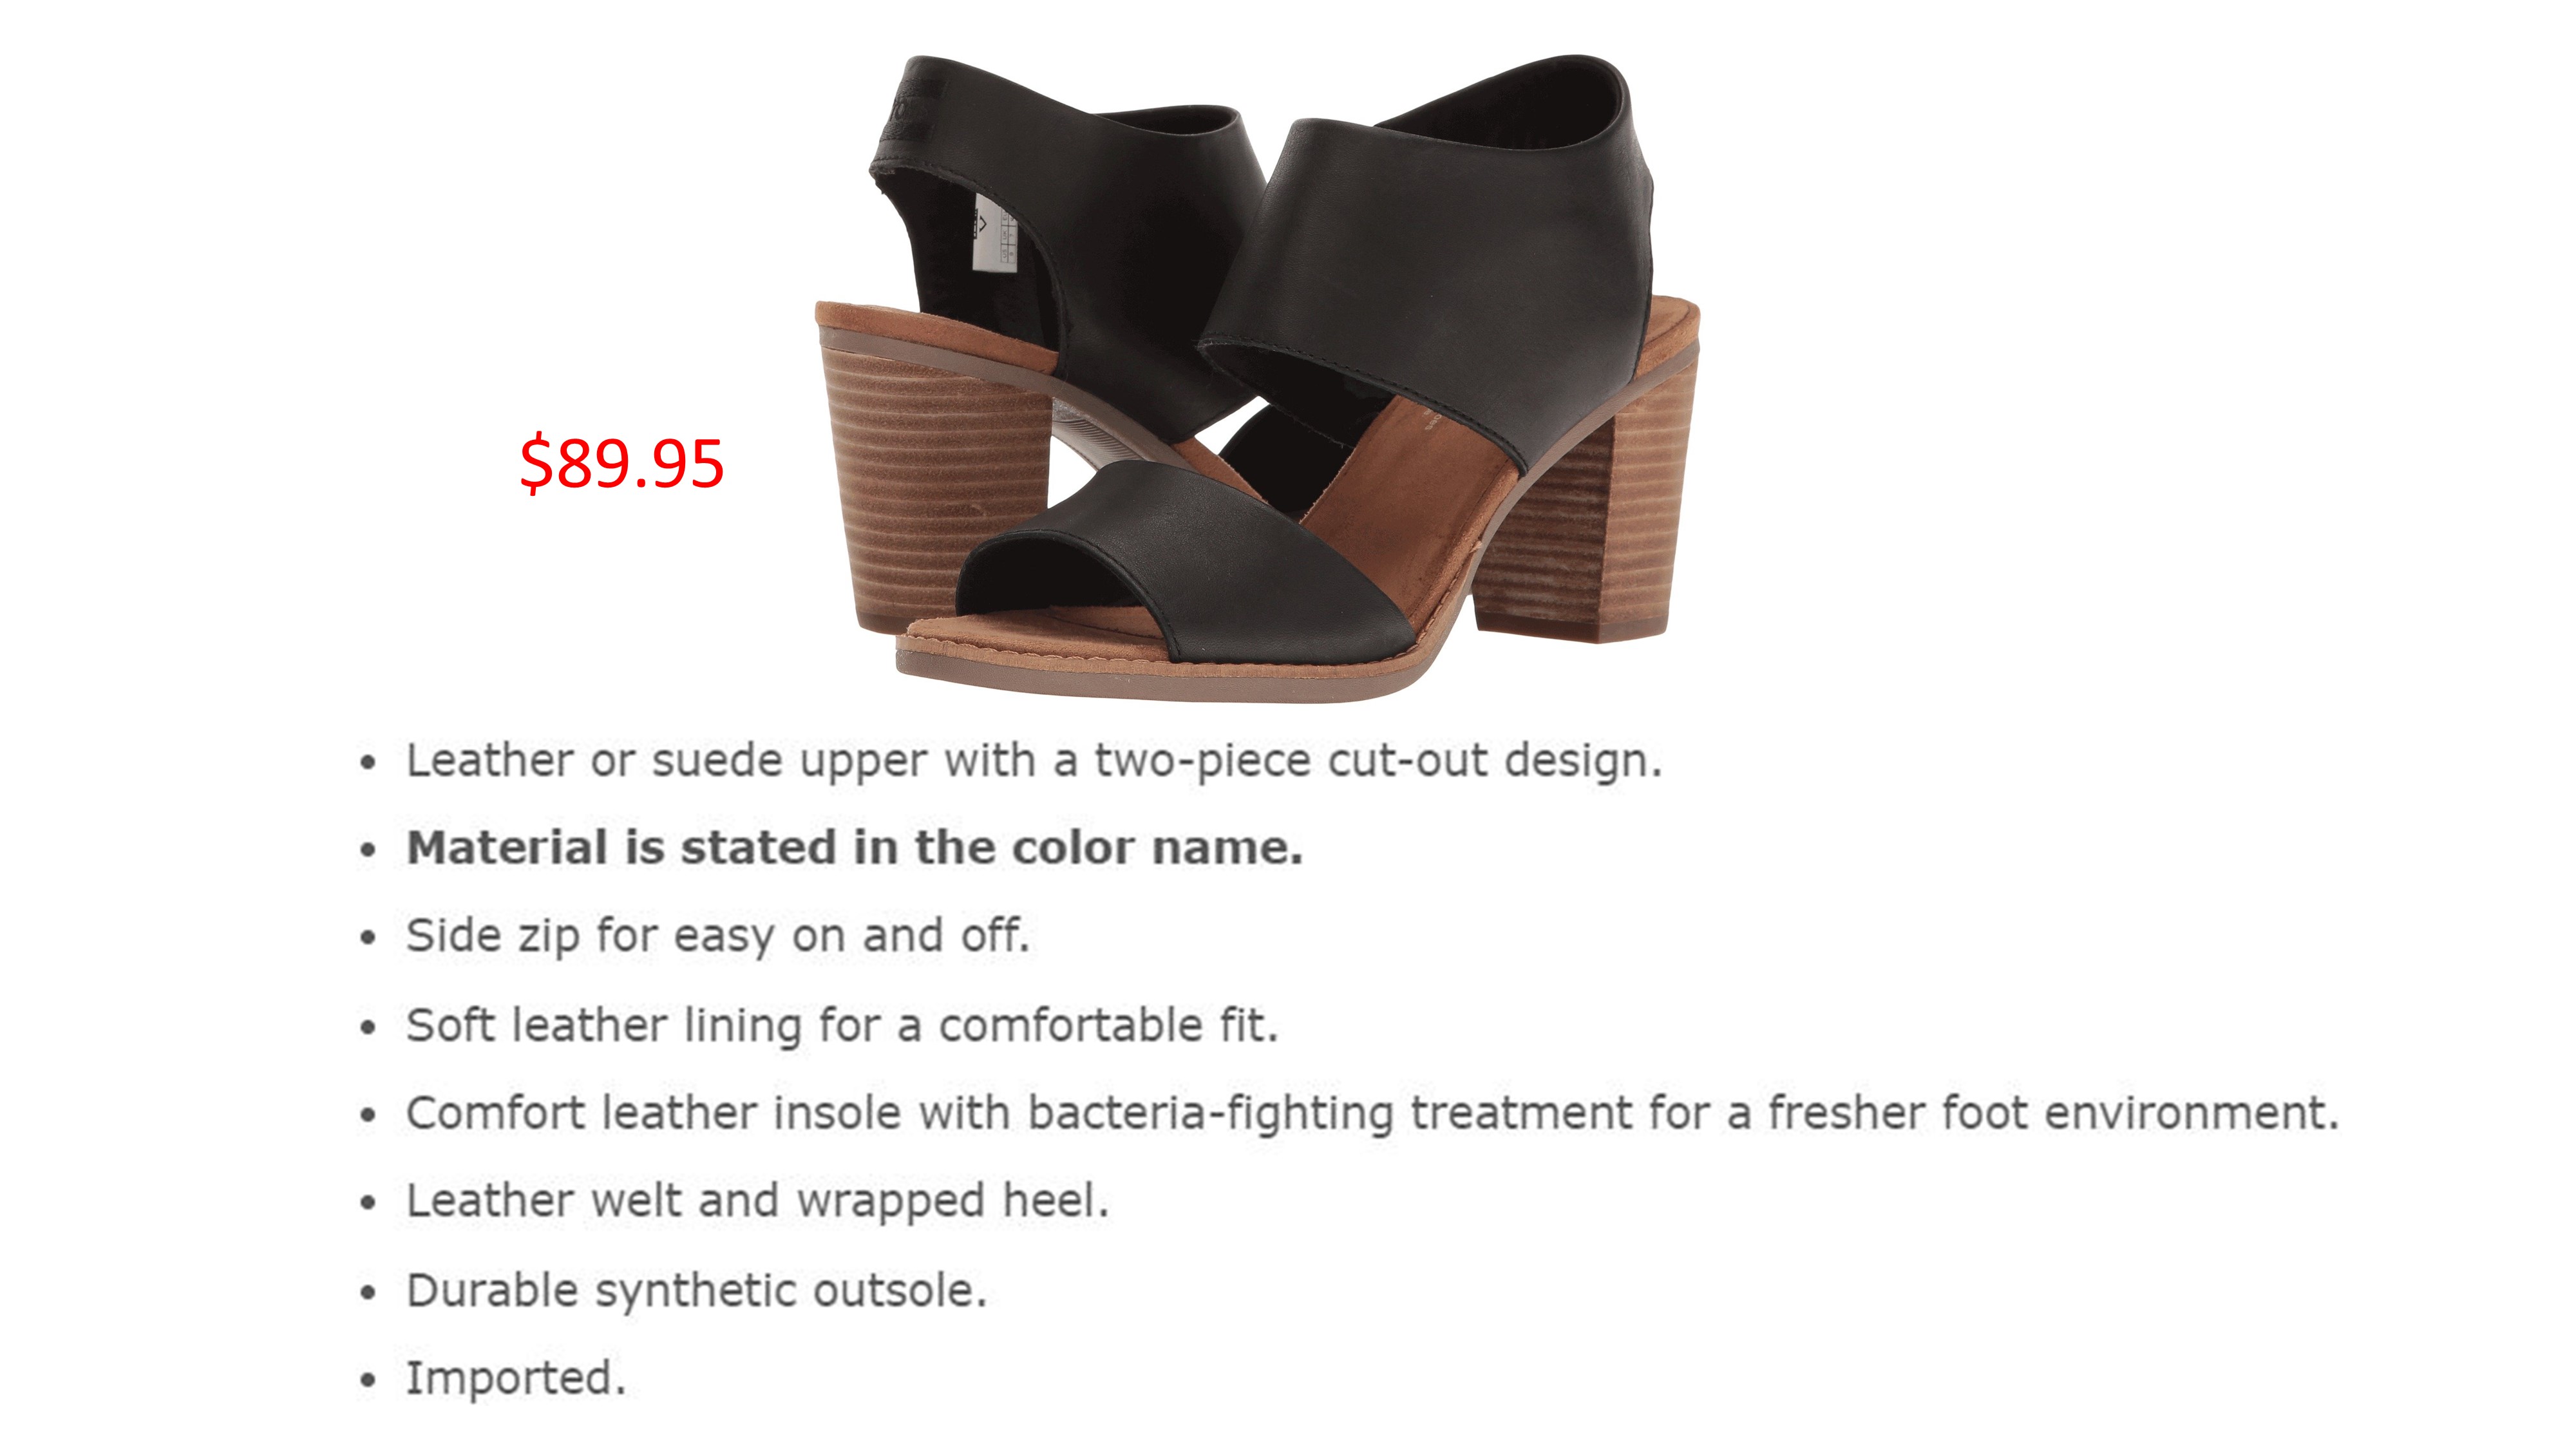 $89.95
Leather or suede upper with a two-piece cut-out design.
Material is stated in the color name.
Side zip for easy on and off.
Soft leather lining for a comfortable fit.
Comfort leather insole with bacteria-fighting treatment for a fresher foot environment.
Leather welt and wrapped heel.
Durable synthetic outsole.
Imported.